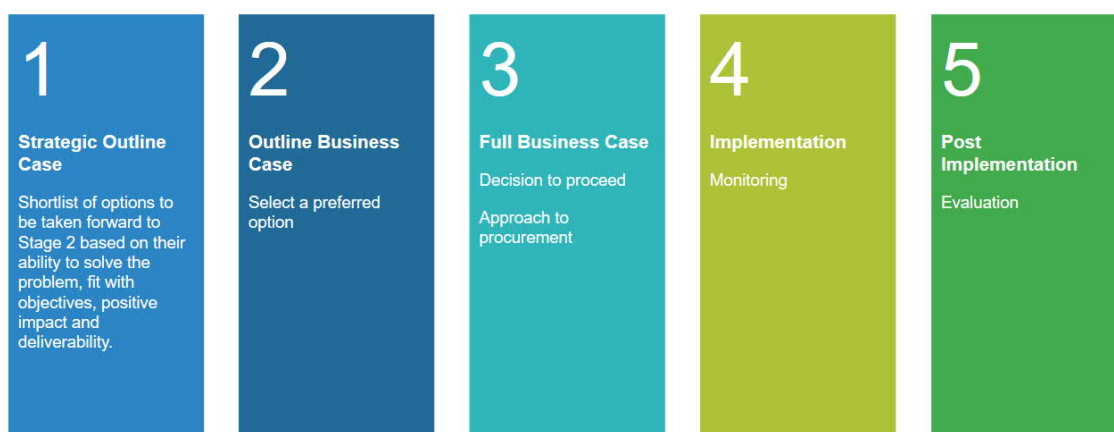 1
Strategic Outline
Case
Shortlist of options to
be taken forward to
Stage 2 based on their
ability to solve the
problem, fit with
objectives, positive
impact and
deliverability.
2
Outline Business
Case
Select a preferred
option
3
Full Business Case
Decision to proceed
Approach to
procurement
4
Implementation
Monitoring
5
Post
Implementation
Evaluation